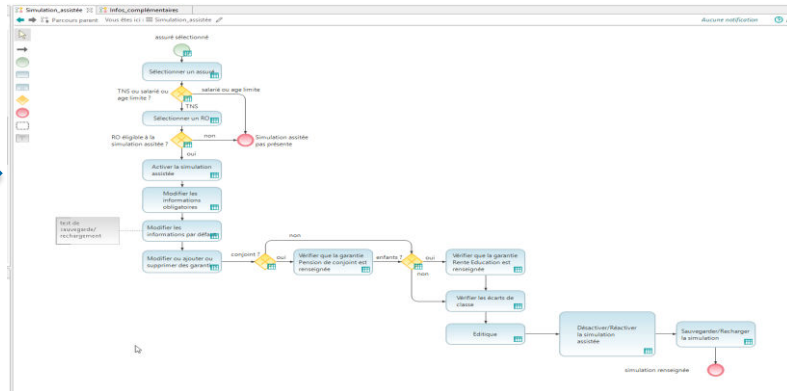 Simulation_assistée
Infos_complémentaires
Parcours parent
Vous êtes ici :
Simulation_assistée
Aucune notification
assuré sélectionné
Sélectionner un assuré
TNS ou salarié ou
age limite ?
salarié ou age limite
TNS
Sélectionner un RO
RO éligible à la
simulation assitée ?
non
Simulation assitée
pas présente
oui
Activer la simulation
assistée
Modifier les
informations
obligatoires
test de
sauvegarde/
rechargement
Modifier les
informations par défaut
Modifier ou ajouter ou
supprimer des garanties
conjoint ?
non
oui
Vérifier que la garantie
Pension de conjoint est
renseignée
enfants ?
oui
non
Vérifier que la garantie
Rente Education est
renseignée
Vérifier les écarts de
classe
Editique
Désactiver/Réactiver
la simulation
assistée
Sauvegarder/Recharger
la simulation
simulation renseignée